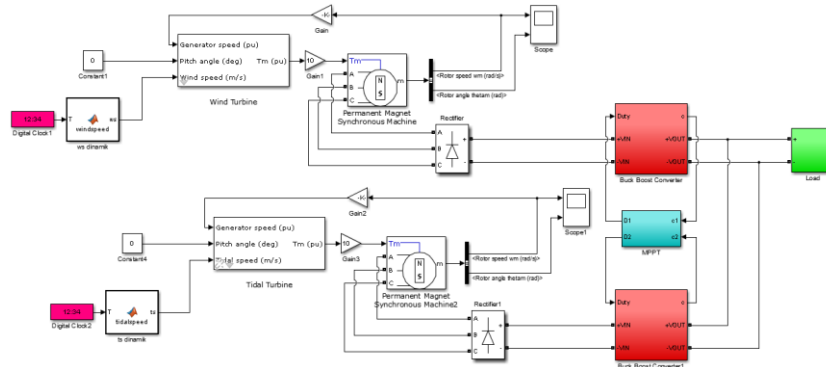 Gain
-K-
Scope
Generator speed (pu)
0
Constant1
Pitch angle (deg)
Tm (pu)
10
Gain1
Wind speed (m/s)
Wind Turbine
Tm
A
B
C
N
S
m
Permanent Magnet
Synchronous Machine
<Rotor speed wm (rad/s)>
<Rotor angle thetam (rad)>
12:34
Digital Clock1
T
windspeed
ws dinamik
Rectifier
A
B
C
+
-
Duty
c
+VIN
+VOUT
-VIN
-VOUT
Buck Boost Converter
+
-
Load
D1
c1
D2
c2
MPPT
-K-
Gain2
Scope1
Generator speed (pu)
0
Constant4
Pitch angle (deg)
Tm (pu)
10
Gain3
Tidal speed (m/s)
Tidal Turbine
Tm
A
B
C
N
S
m
Permanent Magnet
Synchronous Machine2
<Rotor speed wm (rad/s)>
<Rotor angle thetam (rad)>
12:34
Digital Clock2
T
tidalspeed
ts
ts dinamik
Rectifier1
A
B
C
+
-
Duty
c
+VIN
+VOUT
-VIN
-VOUT
Buck Boost Converter1